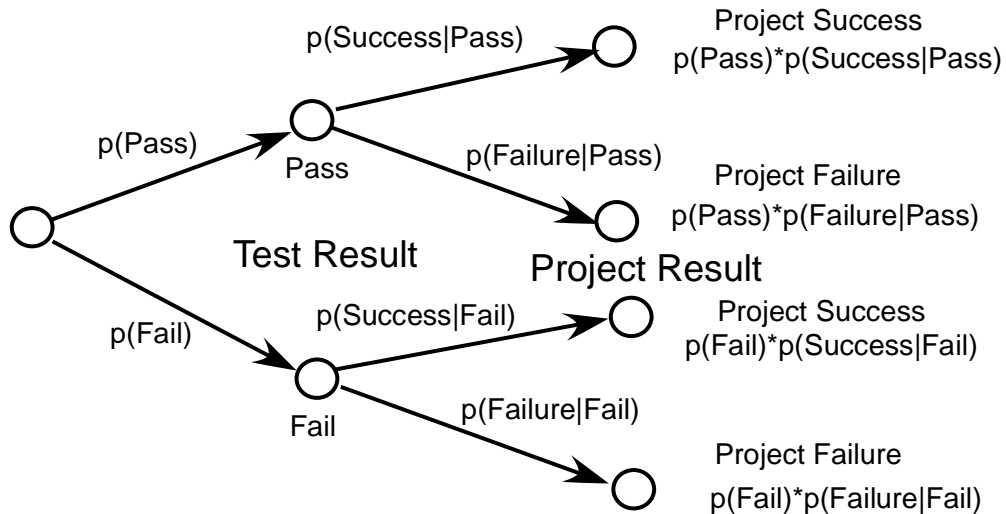 Project Success
p(Success|Pass)
p(Pass)*p(Success|Pass)
p(Pass)
Pass
p(Failure|Pass)
Project Failure
p(Pass)*p(Failure|Pass)
Test Result
Project Result
p(Success|Fail)
Project Success
p(Fail)
p(Fail)*p(Success|Fail)
Fail
p(Failure|Fail)
Project Failure
p(Fail)*p(Failure|Fail)